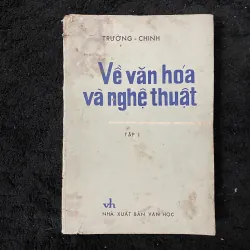 TRƯỜNG - CHINH
Về văn hóa
và nghệ thuật
TẬP I
vh
NHÀ XUẤT BẢN VĂN HỌC